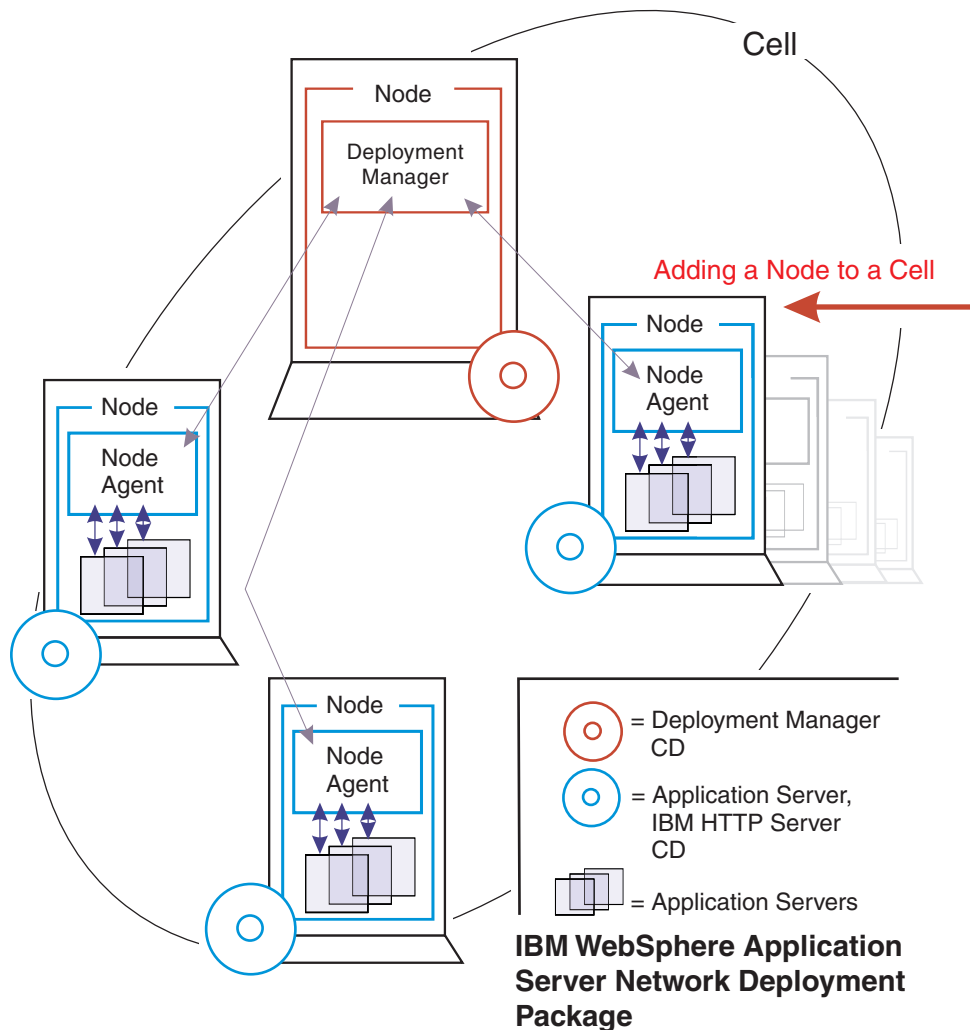 Cell
Node
Deployment
Manager
Adding a Node to a Cell
Node
Node
Agent
Node
Node
Agent
Node
Node
Agent
= Deployment Manager
CD
= Application Server,
IBM HTTP Server
CD
= Application Servers
IBM WebSphere Application
Server Network Deployment
Package